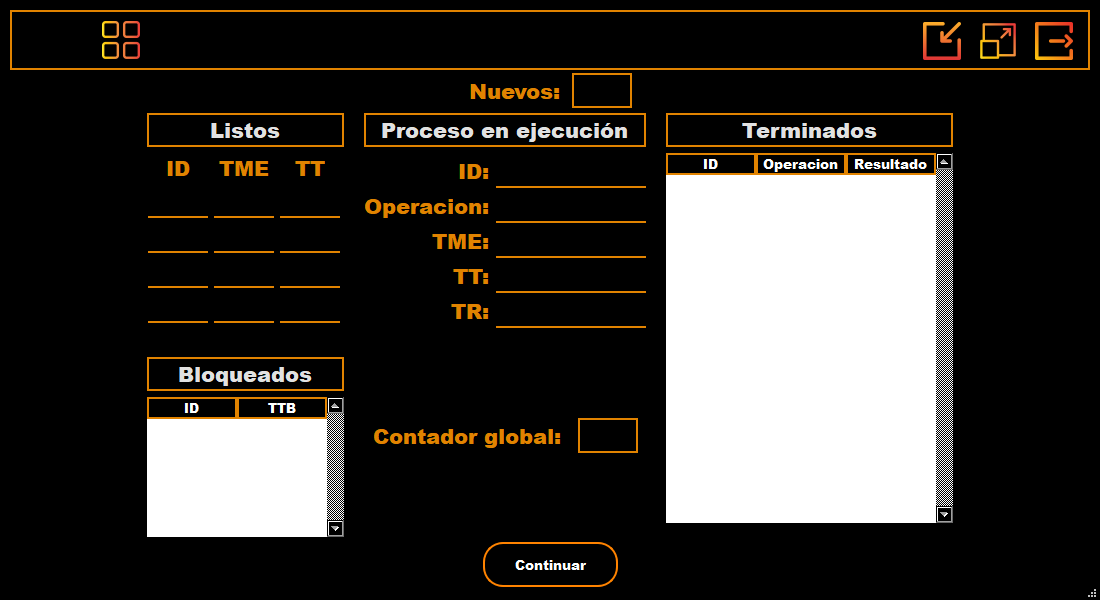 Nuevos:
Listos
Proceso en ejecución
Terminados
ID TME TT
ID:
Operacion:
TME:
TT:
TR:
ID Operacion Resultado
Bloqueados
ID TTB
Contador global:
Continuar